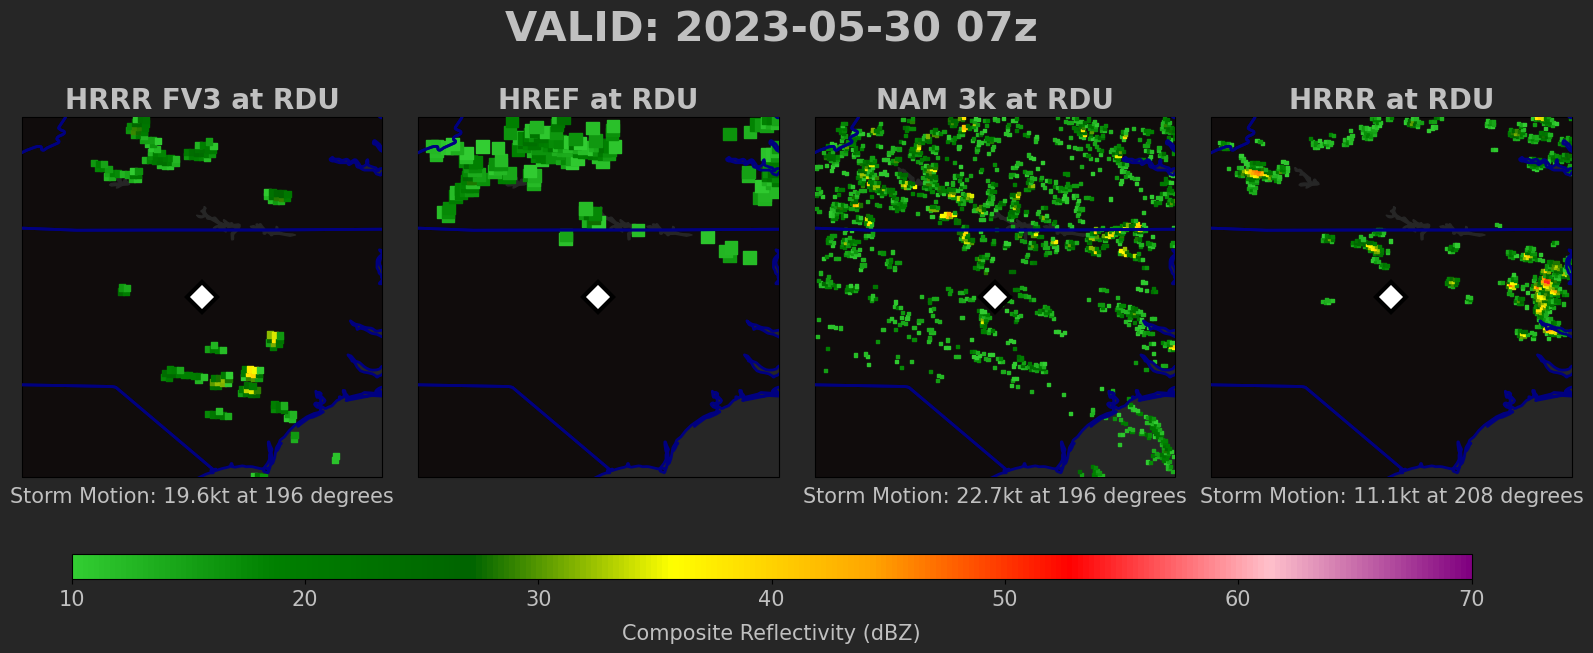 VALID: 2023-05-30 07z
HRRR FV3 at RDU
HREF at RDU
NAM 3k at RDU
HRRR at RDU
Storm Motion: 19.6kt at 196 degrees
Storm Motion: 22.7kt at 196 degrees
Storm Motion: 11.1kt at 208 degrees
10 20 30 40 50 60 70
Composite Reflectivity (dBZ)